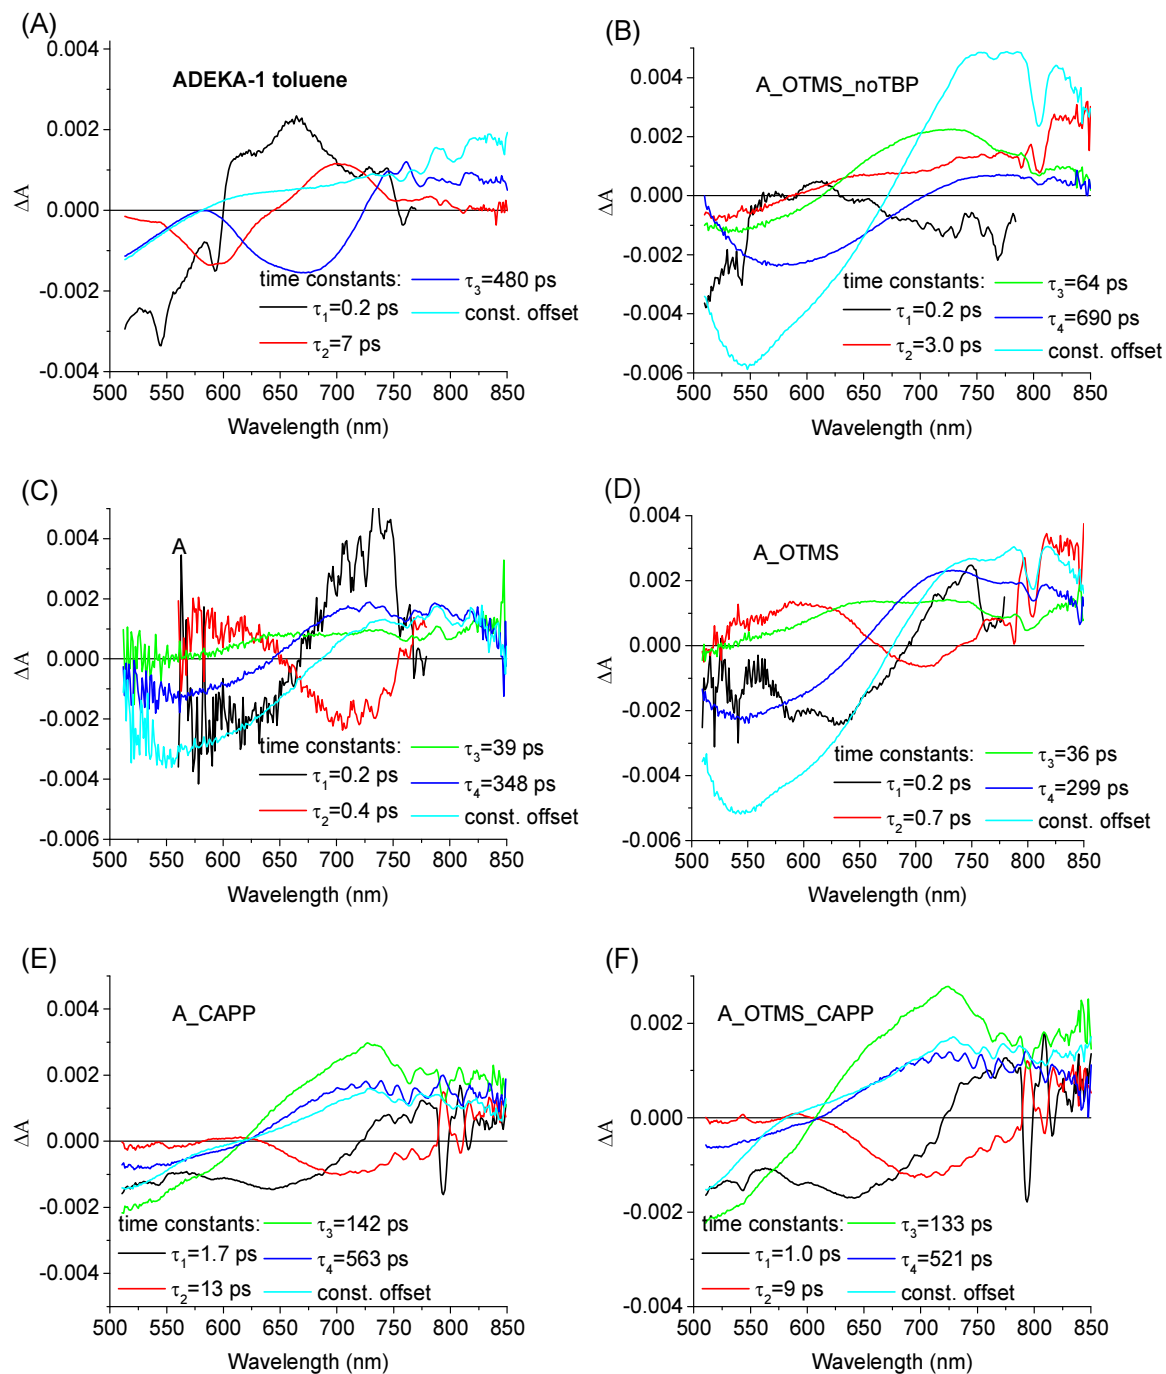 (A)
ADEKA-1 toluene
0.004
0.002
0.000
-0.002
-0.004
ΔA
time constants:
τ1=0.2 ps
τ2=7 ps
τ3=480 ps
const. offset
500 550 600 650 700 750 800 850
Wavelength (nm)
(B)
A_OTMS_noTBP
0.004
0.002
0.000
-0.002
-0.004
-0.006
ΔA
time constants:
τ1=0.2 ps
τ2=3.0 ps
τ3=64 ps
τ4=690 ps
const. offset
500 550 600 650 700 750 800 850
Wavelength (nm)
(C)
A
0.004
0.002
0.000
-0.002
-0.004
-0.006
ΔA
time constants:
τ1=0.2 ps
τ2=0.4 ps
τ3=39 ps
τ4=348 ps
const. offset
500 550 600 650 700 750 800 850
Wavelength (nm)
(D)
A_OTMS
0.004
0.002
0.000
-0.002
-0.004
-0.006
ΔA
time constants:
τ1=0.2 ps
τ2=0.7 ps
τ3=36 ps
τ4=299 ps
const. offset
500 550 600 650 700 750 800 850
Wavelength (nm)
(E)
A_CAPP
0.004
0.002
0.000
-0.002
-0.004
ΔA
time constants:
τ1=1.7 ps
τ2=13 ps
τ3=142 ps
τ4=563 ps
const. offset
500 550 600 650 700 750 800 850
Wavelength (nm)
(F)
A_OTMS_CAPP
0.002
0.000
-0.002
-0.004
ΔA
time constants:
τ1=1.0 ps
τ2=9 ps
τ3=133 ps
τ4=521 ps
const. offset
500 550 600 650 700 750 800 850
Wavelength (nm)